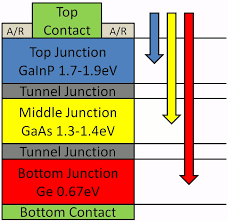 Top
Contact
A/R
A/R
Top Junction
GaInP 1.7-1.9eV
Tunnel Junction
Middle Junction
GaAs 1.3-1.4eV
Tunnel Junction
Bottom Junction
Ge 0.67eV
Bottom Contact